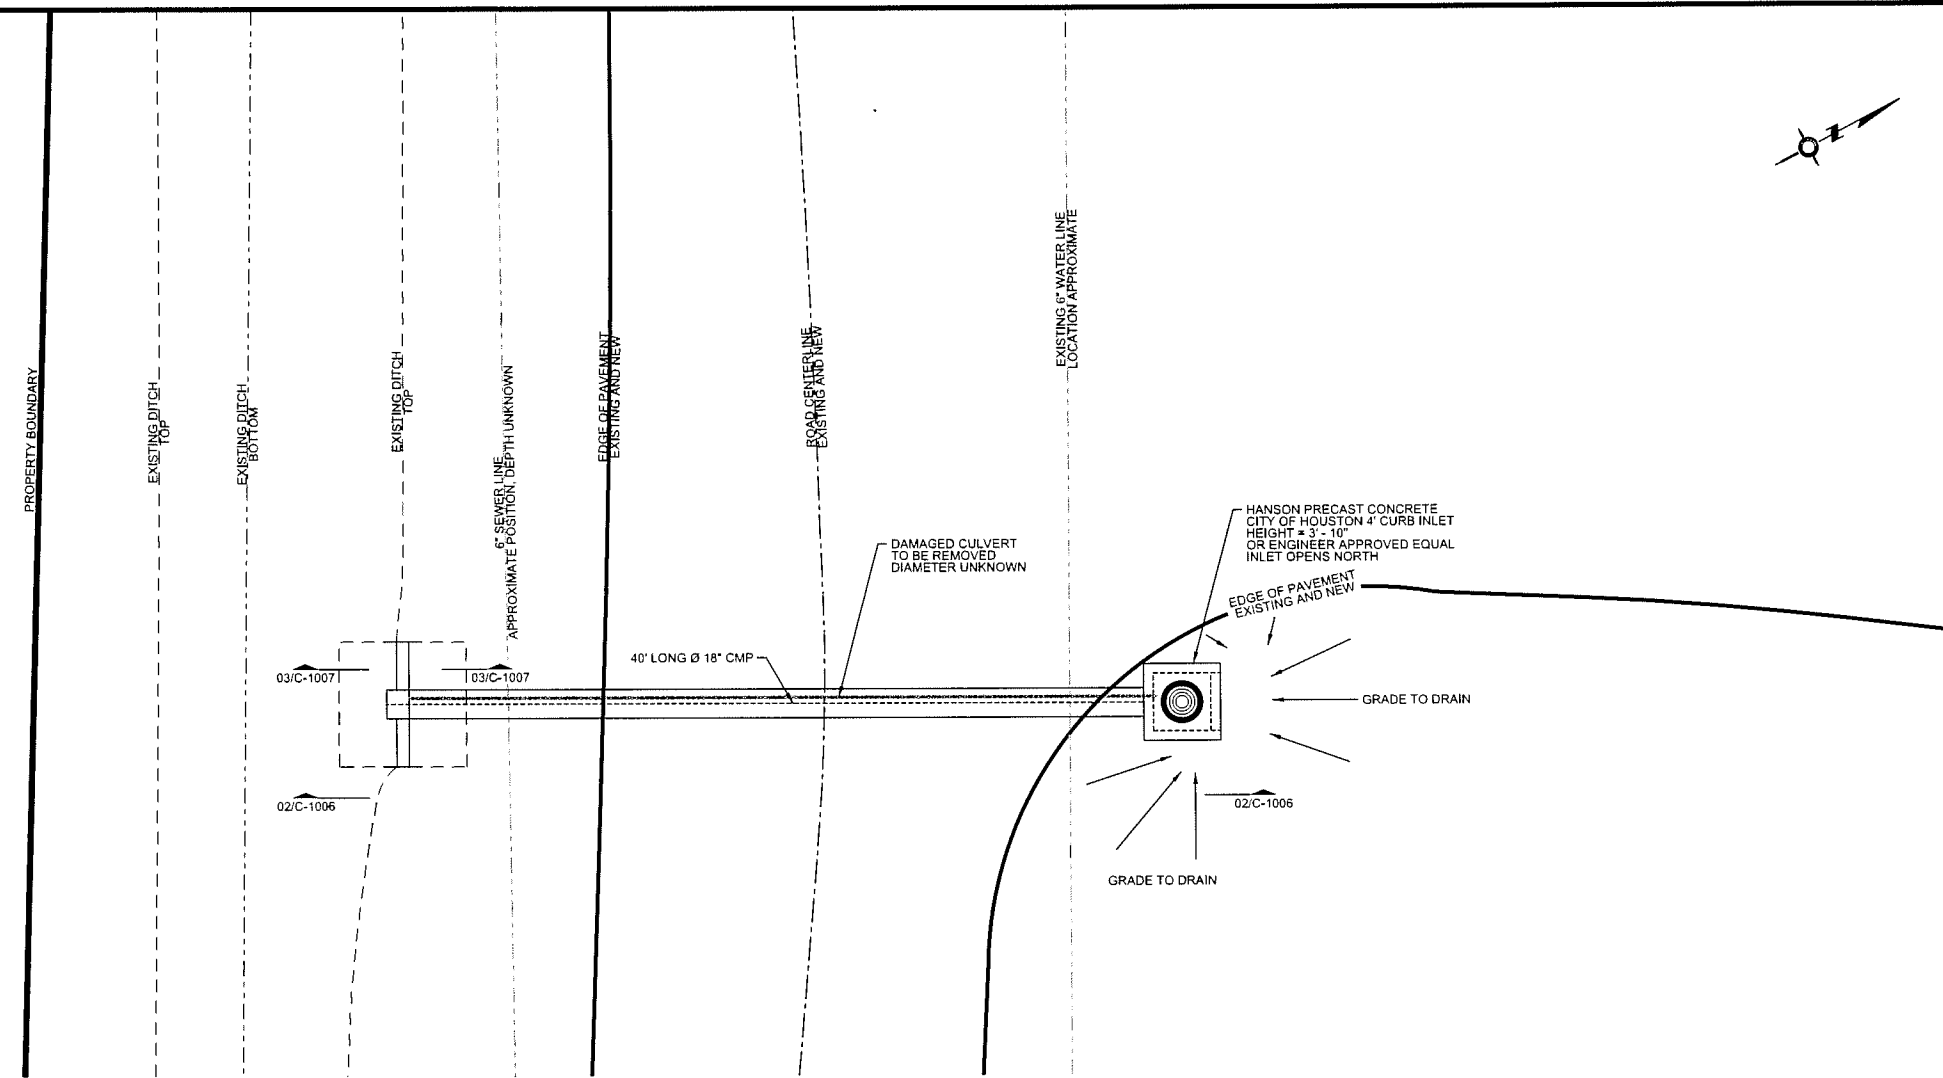 N
PROPERTY BOUNDARY
EXISTING DITCH
TOP
EXISTING DITCH
BOTTOM
EXISTING DITCH
TOP
6" SEWER LINE
APPROXIMATE POSITION, DEPTH UNKNOWN
EDGE OF PAVEMENT
EXISTING AND NEW
ROAD CENTERLINE
EXISTING AND NEW
EXISTING 6" WATER LINE
LOCATION APPROXIMATE
HANSON PRECAST CONCRETE
CITY OF HOUSTON 4' CURB INLET
HEIGHT = 3' - 10"
OR ENGINEER APPROVED EQUAL
INLET OPENS NORTH
DAMAGED CULVERT
TO BE REMOVED
DIAMETER UNKNOWN
EDGE OF PAVEMENT
EXISTING AND NEW
40' LONG Ø 18" CMP
03/C-1007
03/C-1007
GRADE TO DRAIN
02/C-1006
02/C-1006
GRADE TO DRAIN